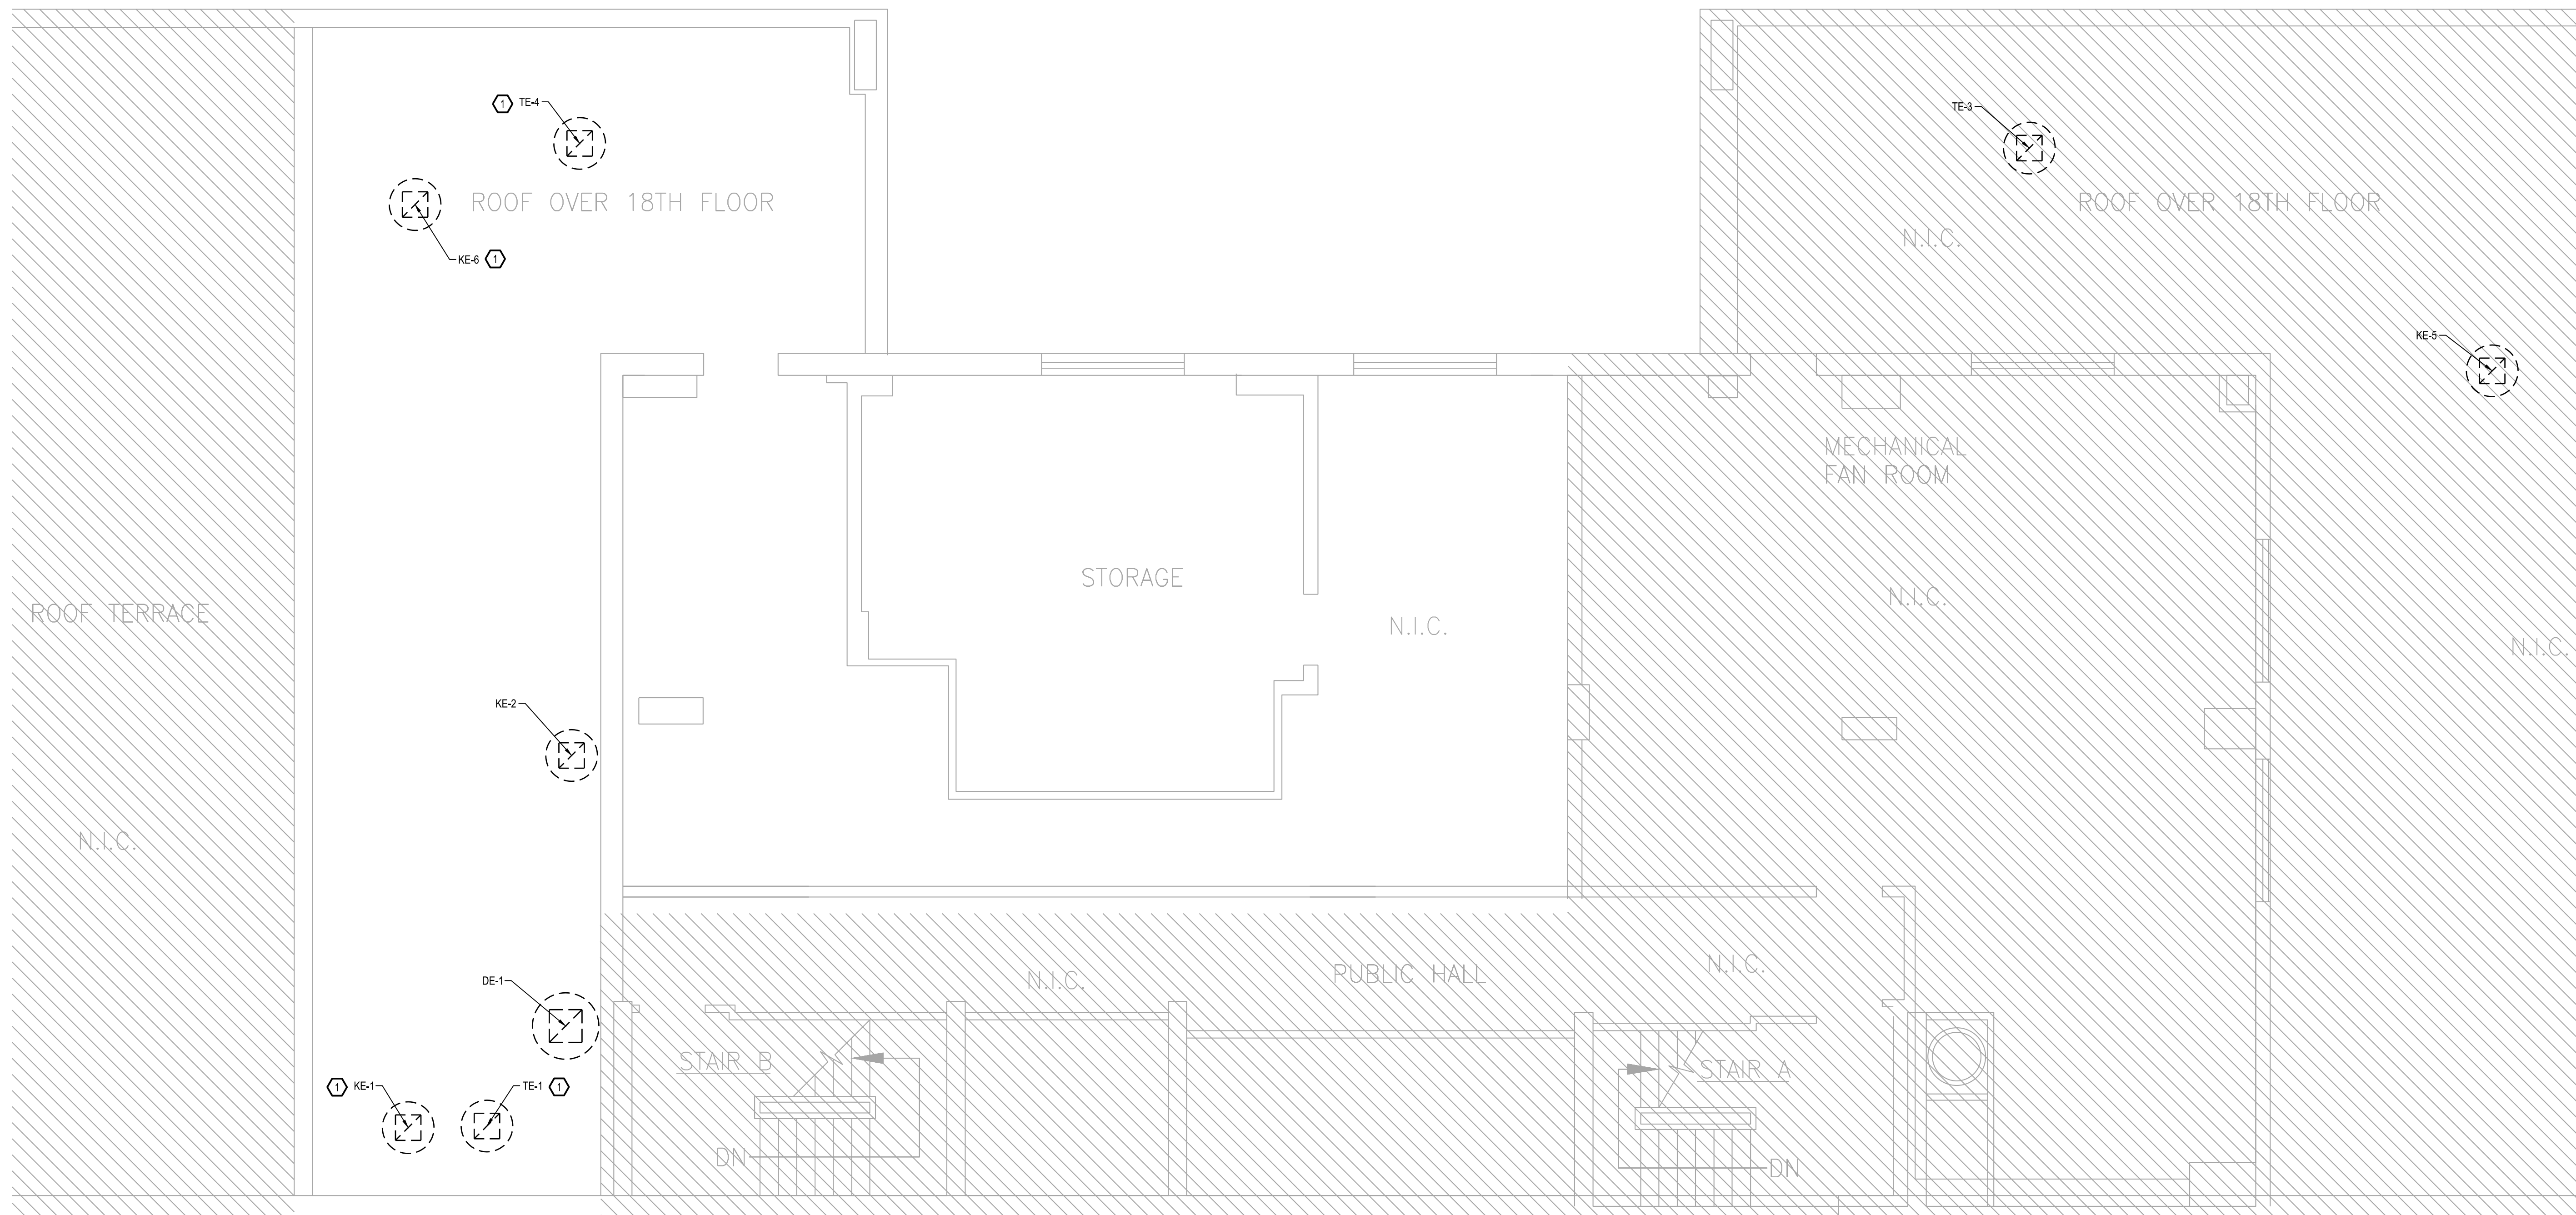 1 TE-4
TE-3
ROOF OVER 18TH FLOOR
ROOF OVER 18TH FLOOR
N.I.C.
KE-6 1
KE-5
MECHANICAL
FAN ROOM
STORAGE
N.I.C.
ROOF TERRACE
N.I.C.
N.I.C.
KE-2
N.I.C.
DE-1
N.I.C.
PUBLIC HALL
N.I.C.
STAIR B
STAIR A
1 KE-1
TE-1 1
DN
DN